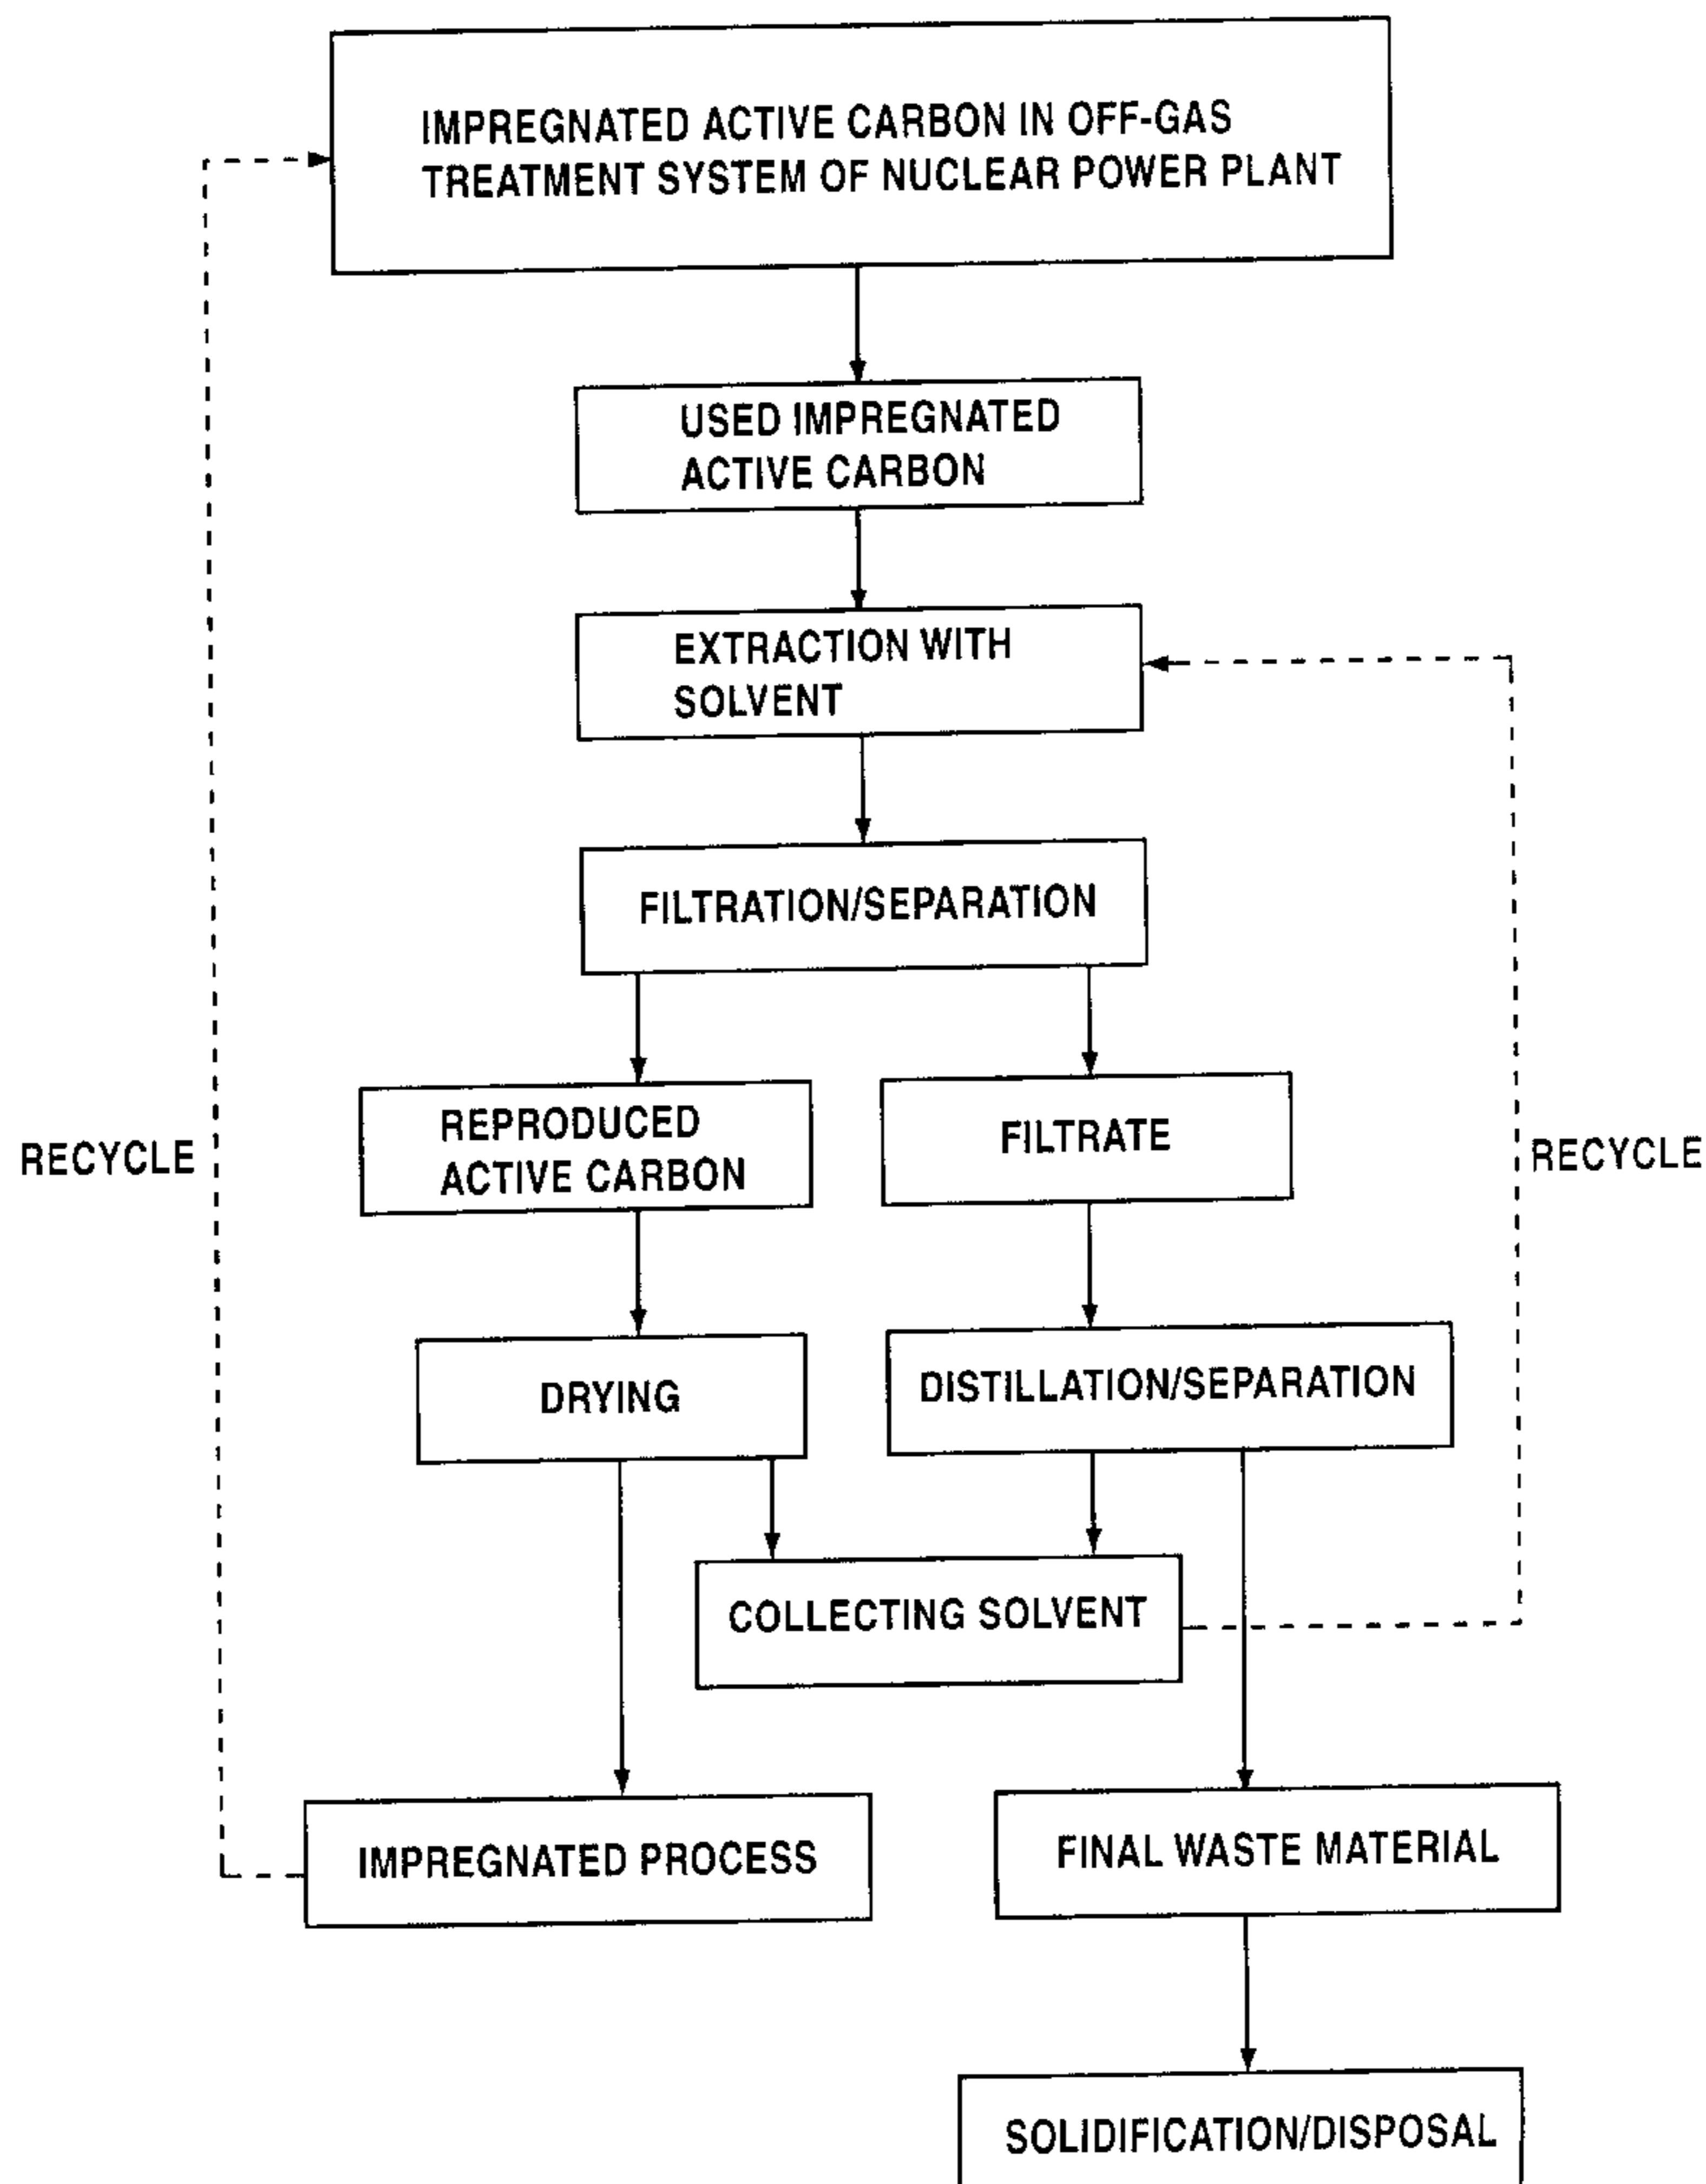 IMPREGNATED ACTIVE CARBON IN OFF-GAS
TREATMENT SYSTEM OF NUCLEAR POWER PLANT
USED IMPREGNATED
ACTIVE CARBON
EXTRACTION WITH
SOLVENT
FILTRATION/SEPARATION
REPRODUCED
ACTIVE CARBON
FILTRATE
RECYCLE
RECYCLE
DRYING
DISTILLATION/SEPARATION
COLLECTING SOLVENT
IMPREGNATED PROCESS
FINAL WASTE MATERIAL
SOLIDIFICATION/DISPOSAL